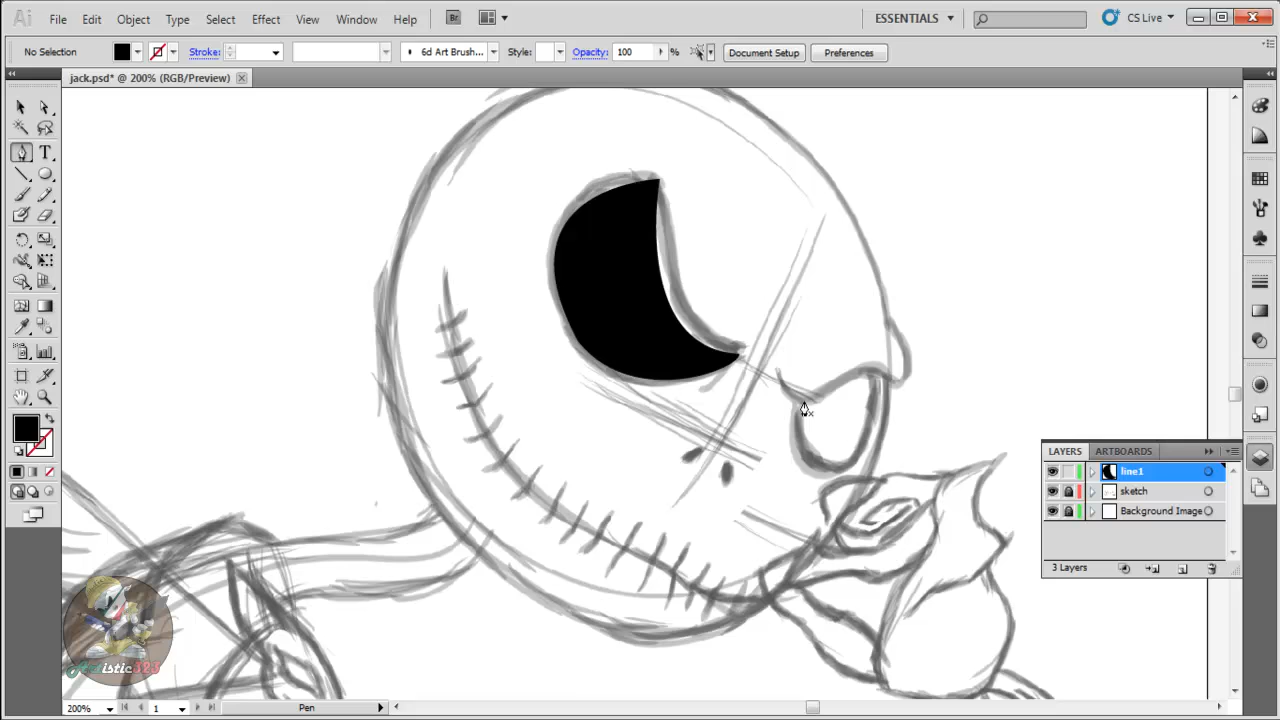 Ai File Edit Object Type Select Effect View Window Help Br ESSENTIALS CS Live
No Selection Stroke: 6d Art Brush... Style: Opacity: 100 % Document Setup Preferences
jack.psd* @ 200% (RGB/Preview)
LAYERS ARTBOARDS
line1
sketch
Background Image
3 Layers
Artistic323
200% 1 Pen